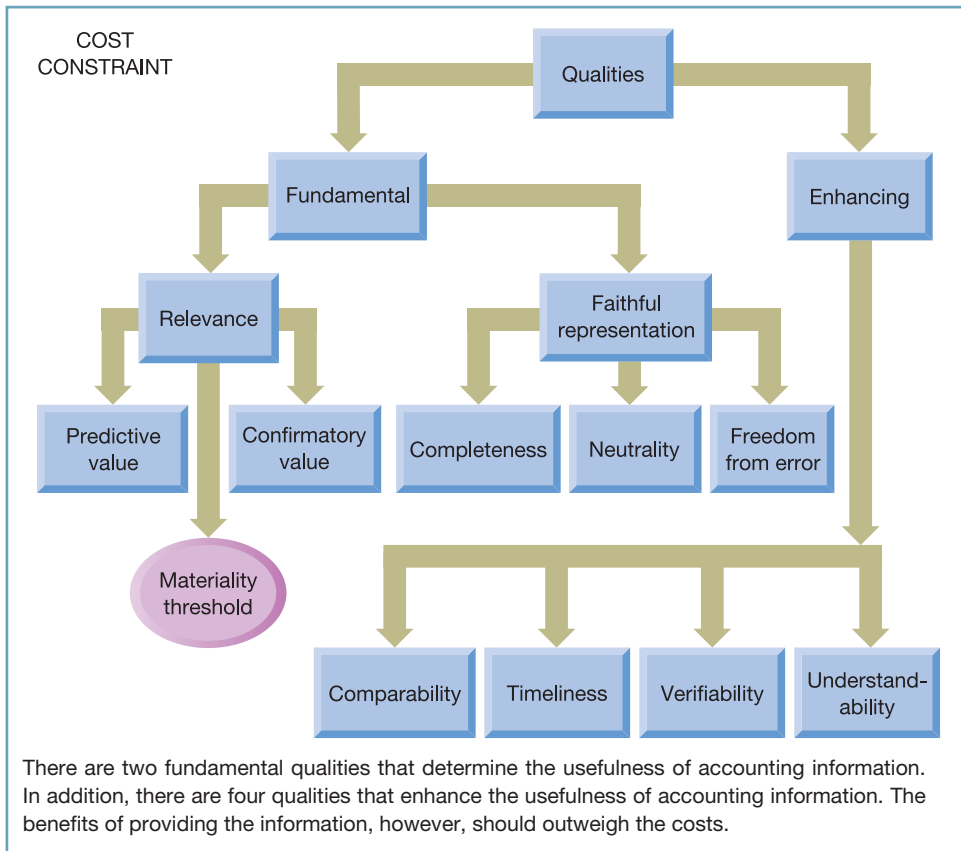 COST
CONSTRAINT
Qualities
Fundamental
Enhancing
Relevance
Faithful
representation
Predictive
value
Confirmatory
value
Completeness
Neutrality
Freedom
from error
Materiality
threshold
Comparability
Timeliness
Verifiability
Understand-
ability
There are two fundamental qualities that determine the usefulness of accounting information.
In addition, there are four qualities that enhance the usefulness of accounting information. The
benefits of providing the information, however, should outweigh the costs.